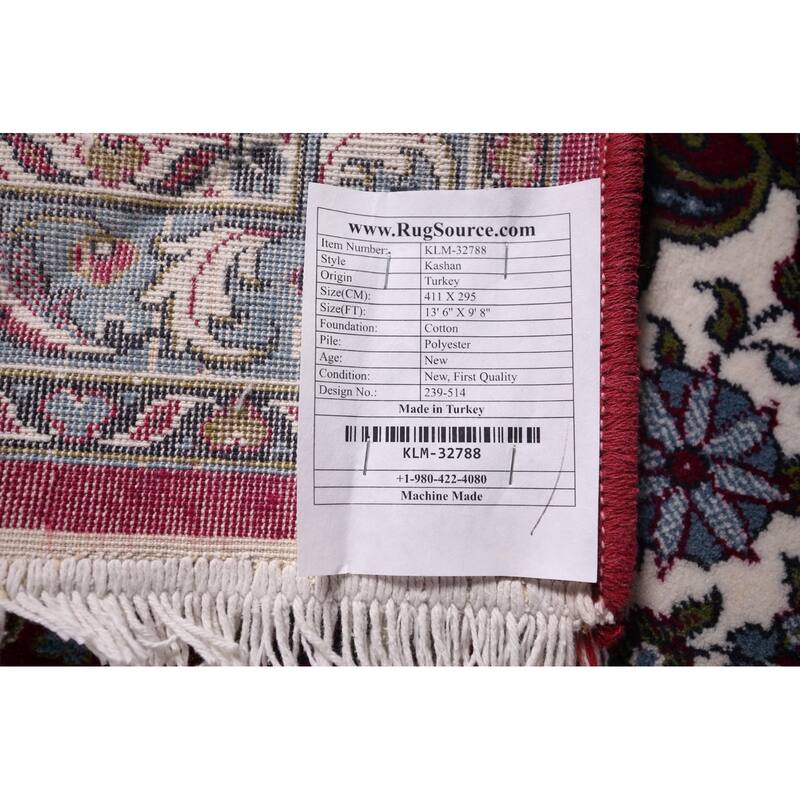 www.RugSource.com
Item Number: KLM-32788
Style Kashan
Origin Turkey
Size(CM): 411 X 295
Size(FT): 13' 6" X 9' 8"
Foundation: Cotton
Pile: Polyester
Age: New
Condition: New, First Quality
Design No.: 239-514
Made in Turkey
KLM-32788
+1-980-422-4080
Machine Made